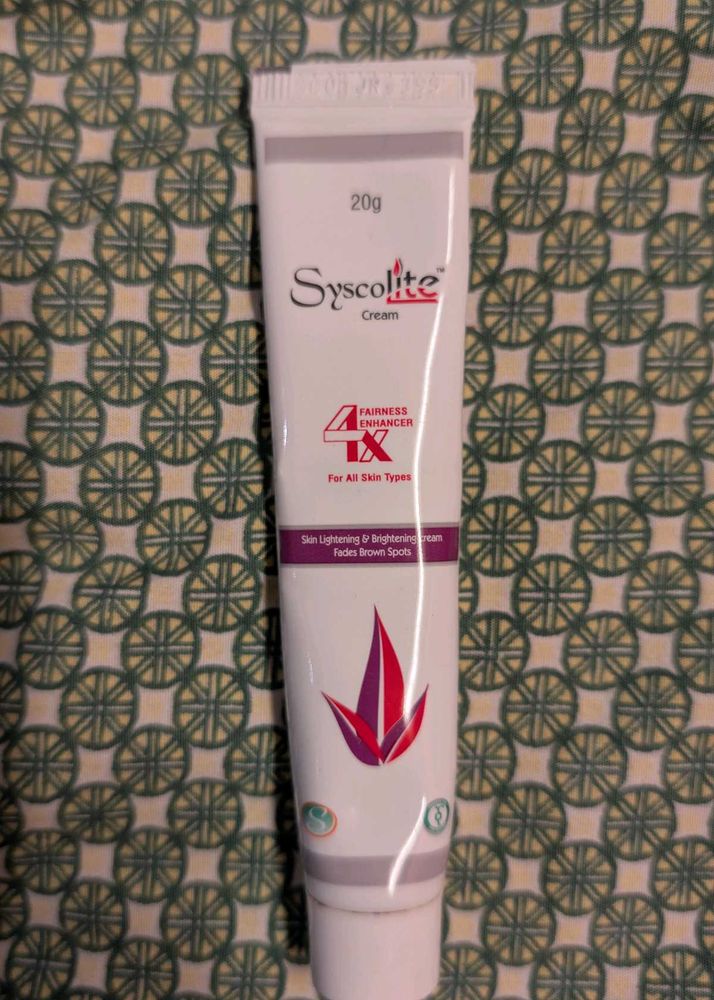 20g
Syscolite™
Cream
4X FAIRNESS
ENHANCER
For All Skin Types
Skin Lightening & Brightening cream
Fades Brown Spots